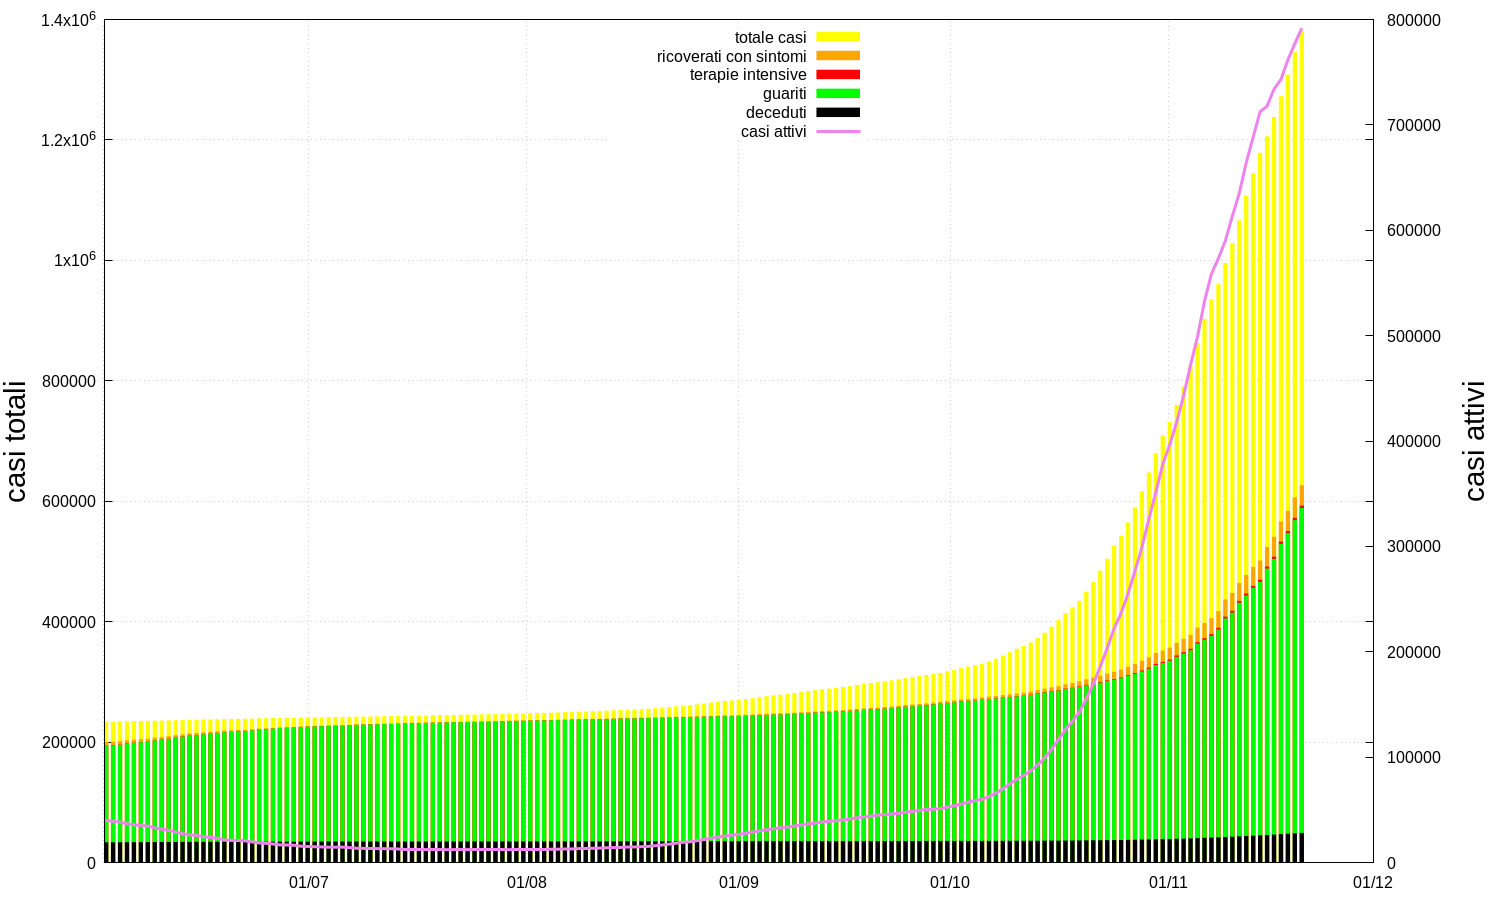 1.4x10^6
1.2x10^6
1x10^6
800000
600000
400000
200000
0
casi totali
totale casi
ricoverati con sintomi
terapie intensive
guariti
deceduti
casi attivi
800000
700000
600000
500000
400000
300000
200000
100000
0
casi attivi
01/07 01/08 01/09 01/10 01/11 01/12